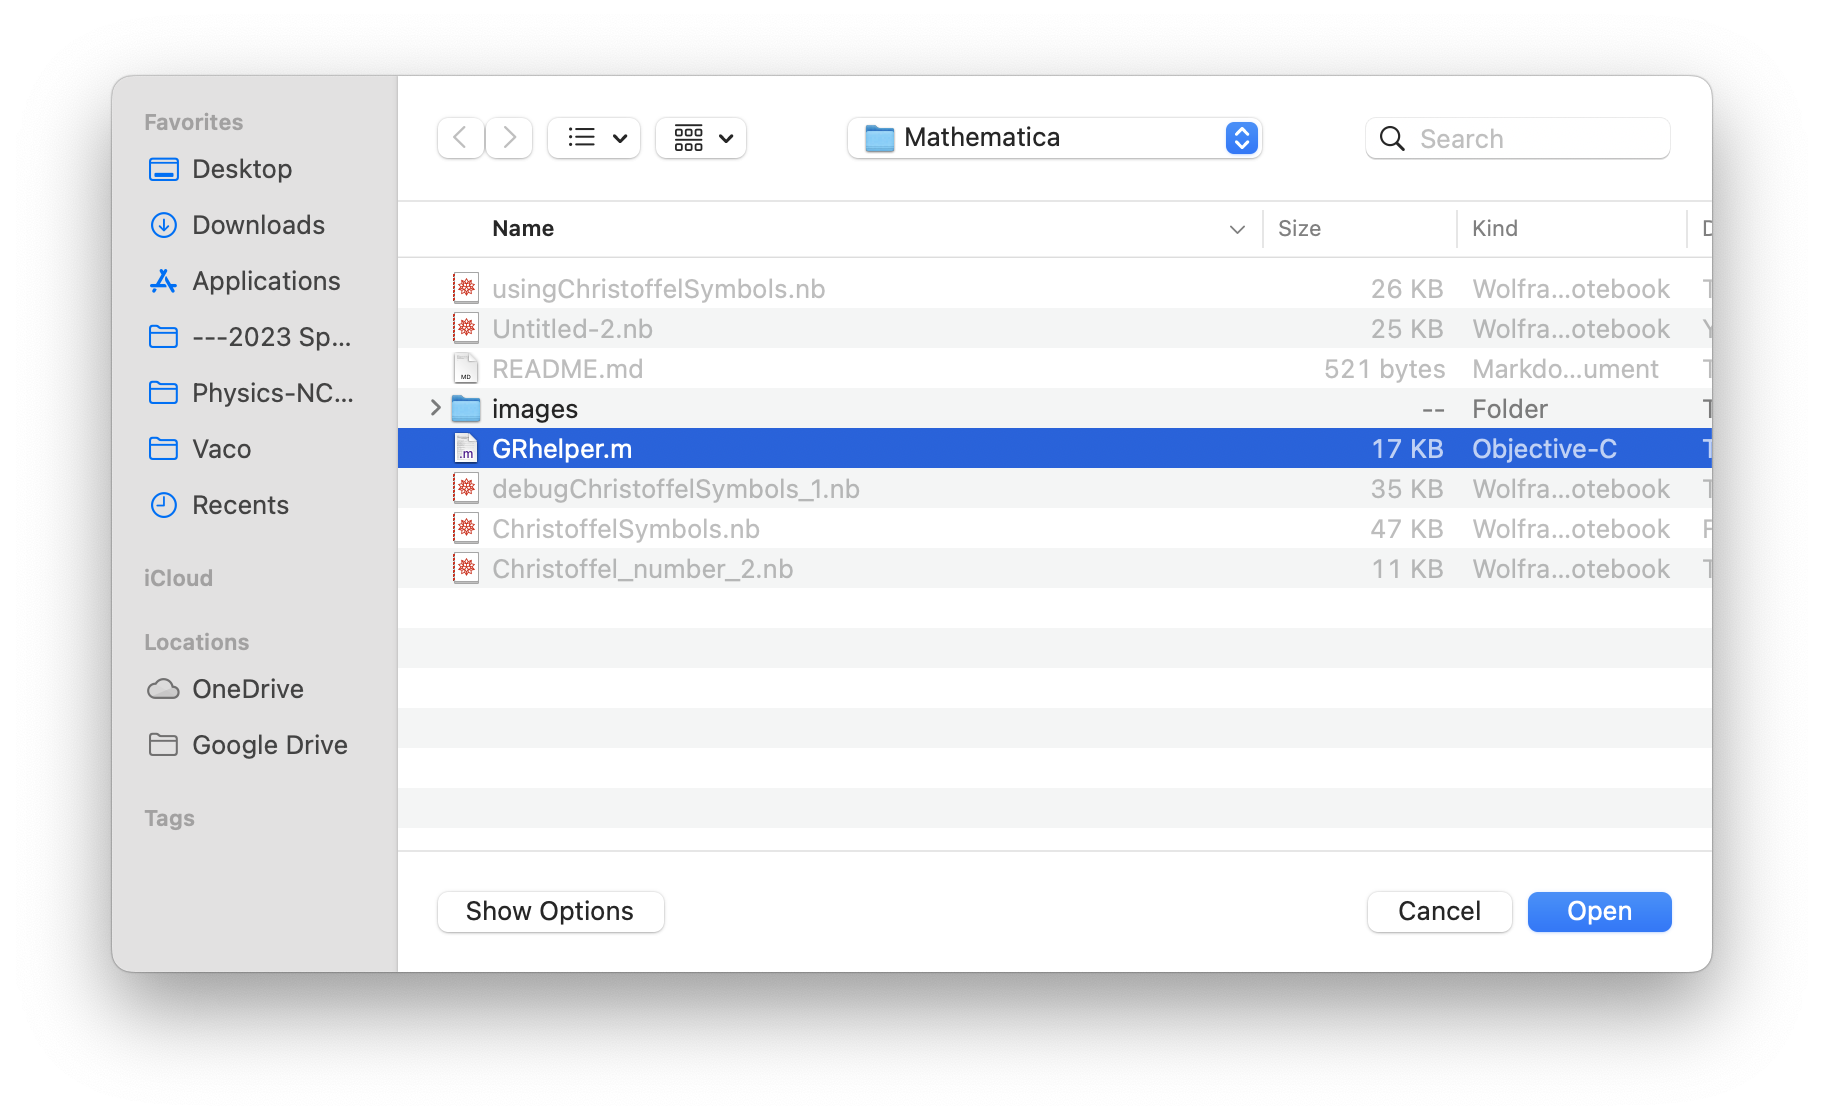 Favorites
Desktop
Downloads
Applications
---2023 Sp...
Physics-NC...
Vaco
Recents
iCloud
Locations
OneDrive
Google Drive
Tags
Mathematica
Search
Name Size Kind
usingChristoffelSymbols.nb 26 KB Wolfra...otebook
Untitled-2.nb 25 KB Wolfra...otebook
MD README.md 521 bytes Markdo...ument
images -- Folder
.m GRhelper.m 17 KB Objective-C
debugChristoffelSymbols_1.nb 35 KB Wolfra...otebook
ChristoffelSymbols.nb 47 KB Wolfra...otebook
Christoffel_number_2.nb 11 KB Wolfra...otebook
Show Options Cancel Open